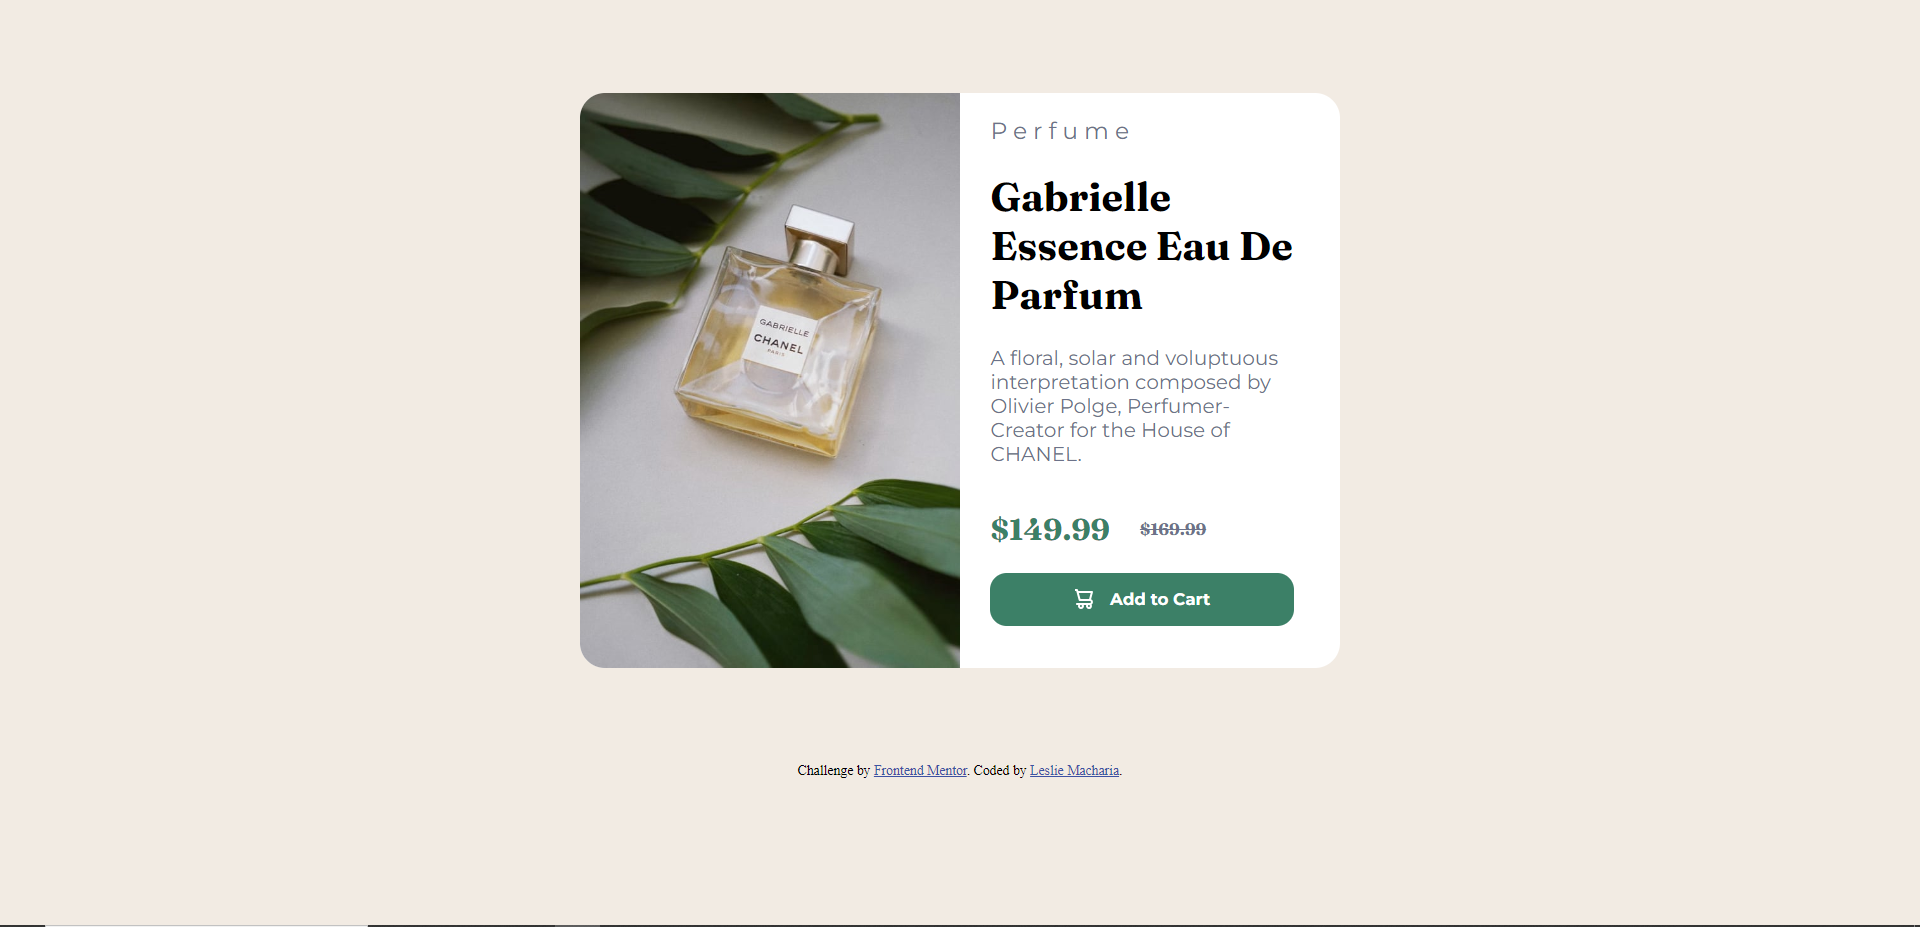 Perfume
Gabrielle
Essence Eau De
Parfum
A floral, solar and voluptuous
interpretation composed by
Olivier Polge, Perfumer-
Creator for the House of
CHANEL.
$149.99 $169.99
Add to Cart
GABRIELLE
CHANEL
PARIS
Challenge by Frontend Mentor. Coded by Leslie Macharia.